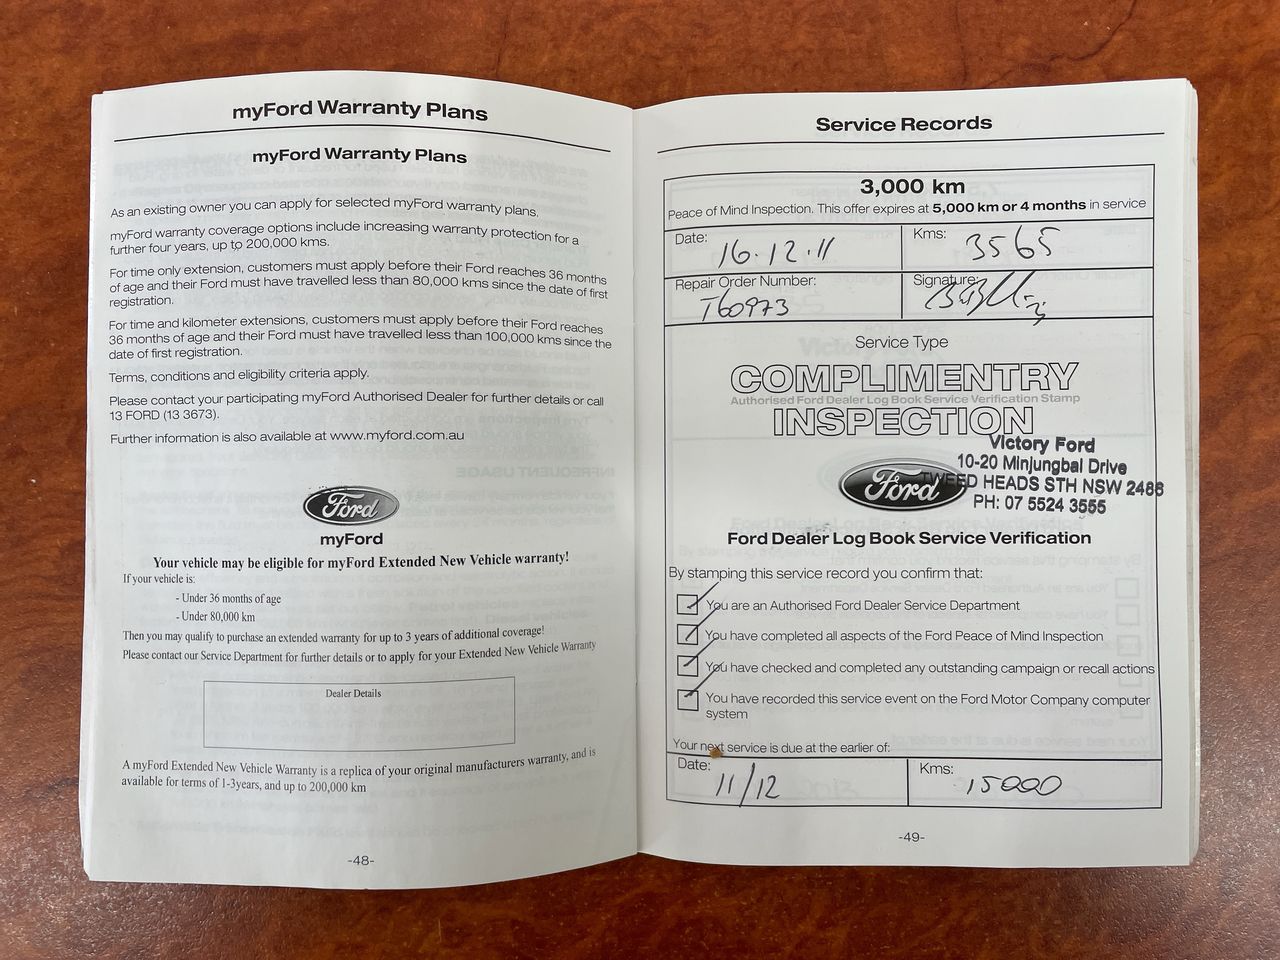 myFord Warranty Plans
myFord Warranty Plans
As an existing owner you can apply for selected myFord warranty plans.
myFord warranty coverage options include increasing warranty protection for a
further four years, up to 200,000 kms.
For time only extension, customers must apply before their Ford reaches 36 months
of age and their Ford must have travelled less than 80,000 kms since the date of first
registration.
For time and kilometer extensions, customers must apply before their Ford reaches
36 months of age and their Ford must have travelled less than 100,000 kms since the
date of first registration.
Terms, conditions and eligibility criteria apply.
Please contact your participating myFord Authorised Dealer for further details or call
13 FORD (13 3673).
Further information is also available at www.myford.com.au
Ford
myFord
Your vehicle may be eligible for myFord Extended New Vehicle warranty!
If your vehicle is:
- Under 36 months of age
- Under 80,000 km
Then you may qualify to purchase an extended warranty for up to 3 years of additional coverage!
Please contact our Service Department for further details or to apply for your Extended New Vehicle Warranty
Dealer Details
A myFord Extended New Vehicle Warranty is a replica of your original manufacturers warranty, and is
available for terms of 1-3years, and up to 200,000 km
-48-
Service Records
3,000 km
Peace of Mind Inspection. This offer expires at 5,000 km or 4 months in service
Date: 16.12.11
Kms: 3565
Repair Order Number: T60973
Signature:
Service Type
COMPLIMENTRY
Authorised Ford Dealer Log Book Service Verification Stamp
INSPECTION
Victory Ford
10-20 Minjungbal Drive
TWEED HEADS STH NSW 2486
PH: 07 5524 3555
Ford
Ford Dealer Log Book Service Verification
By stamping this service record you confirm that:
You are an Authorised Ford Dealer Service Department
You have completed all aspects of the Ford Peace of Mind Inspection
You have checked and completed any outstanding campaign or recall actions
You have recorded this service event on the Ford Motor Company computer
system
Your next service is due at the earlier of:
Date: 11/12
Kms: 15000
-49-